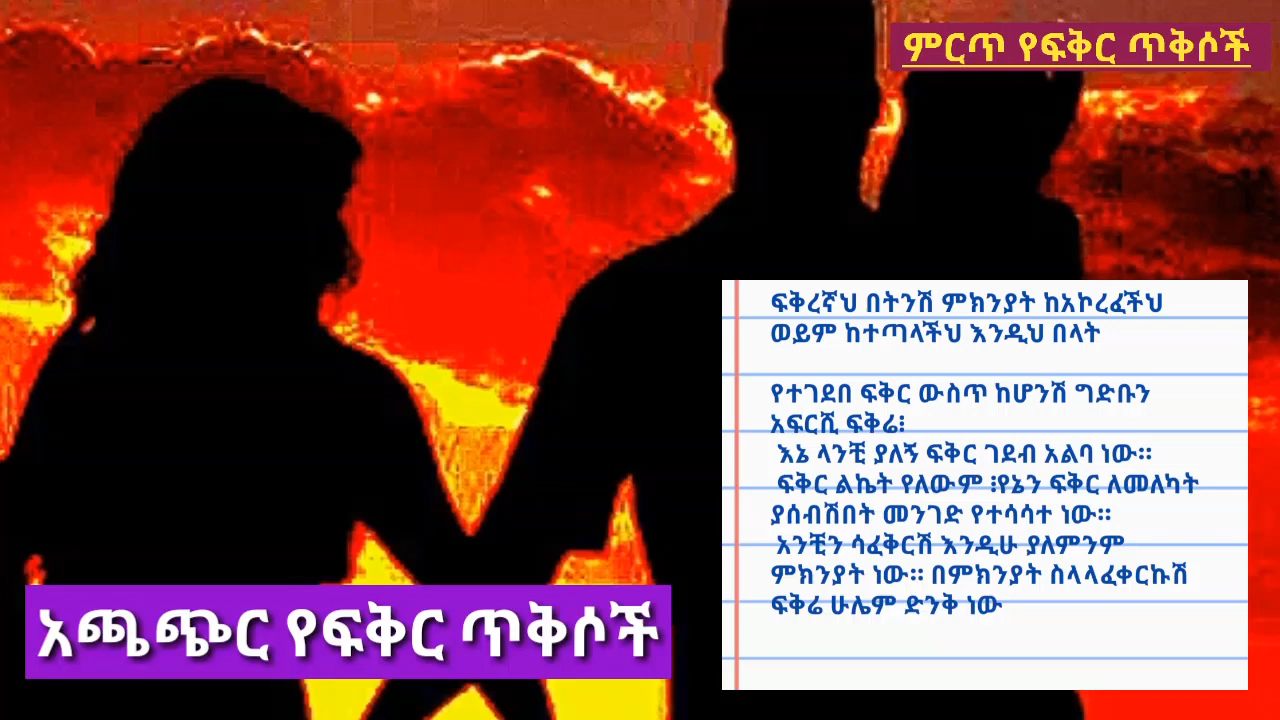 ምርጥ የፍቅር ጥቅሶች
ፍቅረኛህ በትንሽ ምክንያት ከአኮረፈችህ
ወይም ከተጣላችህ እንዲህ በላት
የተገደበ ፍቅር ውስጥ ከሆንሽ ግድቡን
አፍርሺ ፍቅሬ፤
እኔ ላንቺ ያለኝ ፍቅር ገደብ አልባ ነው።
ፍቅር ልኬት የለውም ፤የኔን ፍቅር ለመለካት
ያሰብሽበት መንገድ የተሳሳተ ነው።
አንቺን ሳፈቅርሽ እንዲሁ ያለምንም
ምክንያት ነው። በምክንያት ስላላፈቀርኩሽ
ፍቅሬ ሁሌም ድንቅ ነው
አጫጭር የፍቅር ጥቅሶች